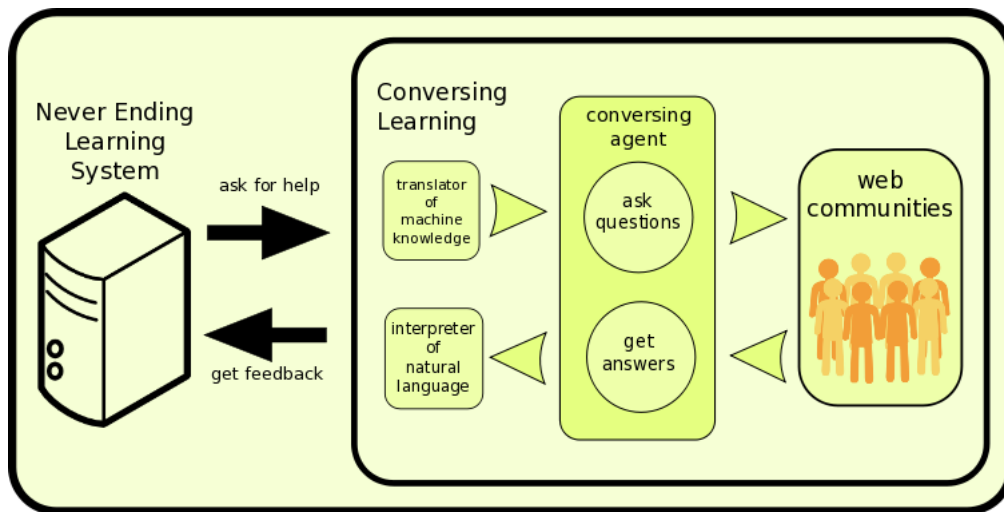 Never Ending
Learning
System
ask for help
get feedback
Conversing
Learning
translator
of
machine
knowledge
interpreter
of
natural
language
conversing
agent
ask
questions
get
answers
web
communities